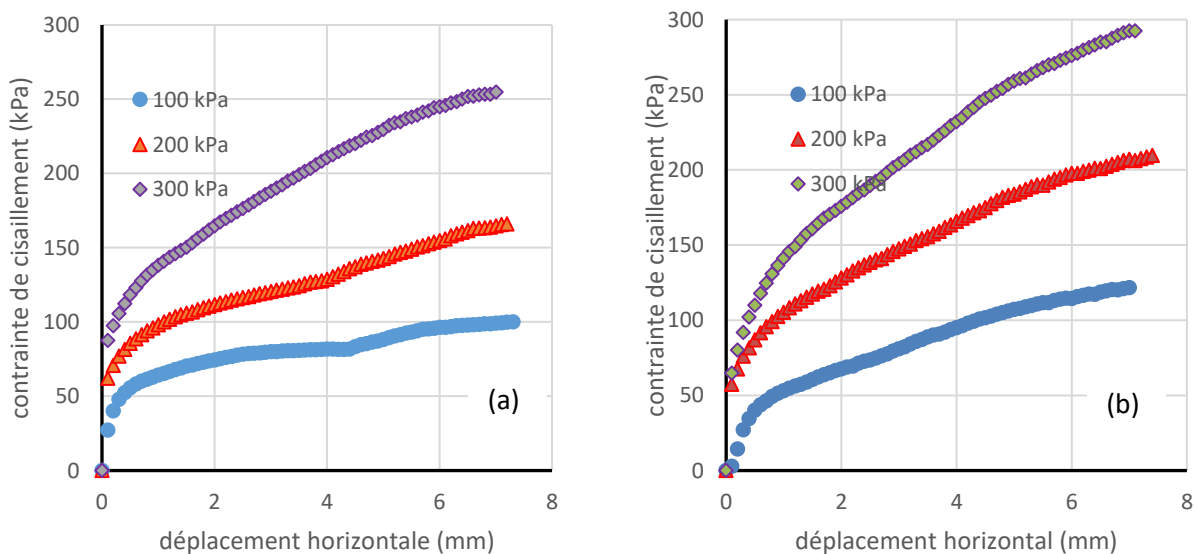 300
250
200
150
100
50
0
contrainte de cisaillement (kPa)
100 kPa
200 kPa
300 kPa
(a)
0
2
4
6
8
déplacement horizontale (mm)
300
250
200
150
100
50
0
contrainte de cisaillement (kPa)
100 kPa
200 kPa
300 kPa
(b)
0
2
4
6
8
déplacement horizontal (mm)